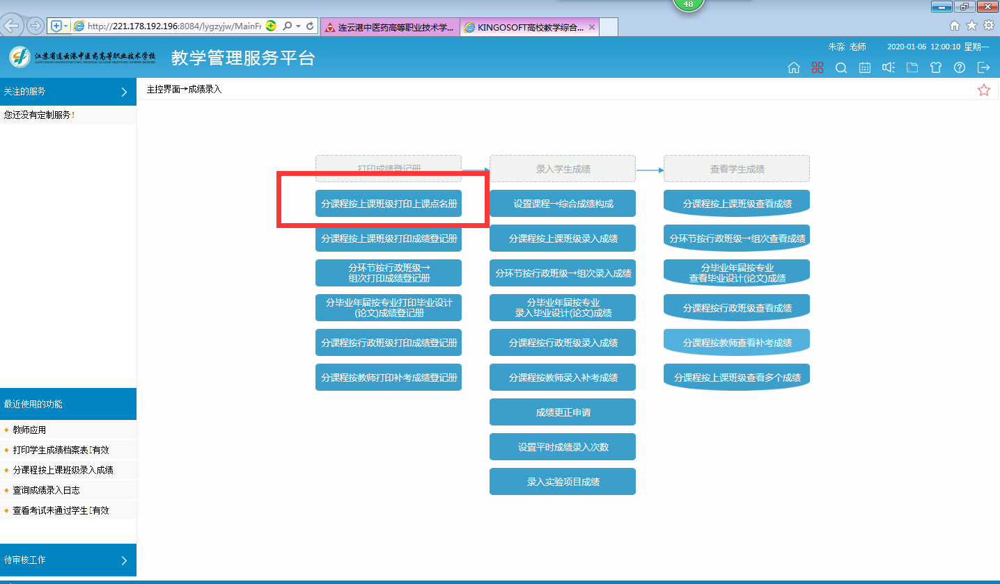 48
http://221.178.192.196:8084/lygzyjw/MainFr
连云港中医药高等职业技术学...
KINGOSOFT高校教学综合...
江苏省连云港中医药高等职业技术学校
教学管理服务平台
朱淼 老师
2020-01-06 12:00:10 星期一
关注的服务
您还没有定制服务!
主控界面→成绩录入
打印成绩登记册
录入学生成绩
查看学生成绩
分课程按上课班级打印上课点名册
设置课程→综合成绩构成
分课程按上课班级查看成绩
分课程按上课班级打印成绩登记册
分课程按上课班级录入成绩
分环节按行政班级→组次查看成绩
分环节按行政班级→
组次打印成绩登记册
分环节按行政班级→组次录入成绩
分毕业年届按专业
查看毕业设计(论文)成绩
分毕业年届按专业打印毕业设计
(论文)成绩登记册
分毕业年届按专业
录入毕业设计(论文)成绩
分课程按行政班级查看成绩
分课程按行政班级打印成绩登记册
分课程按行政班级录入成绩
分课程按教师查看补考成绩
分课程按教师打印补考成绩登记册
分课程按教师录入补考成绩
分课程按上课班级查看多个成绩
成绩更正申请
设置平时成绩录入次数
录入实验项目成绩
最近使用的功能
教师应用
打印学生成绩档案表[有效
分课程按上课班级录入成绩
查询成绩录入日志
查看考试未通过学生[有效
待审核工作